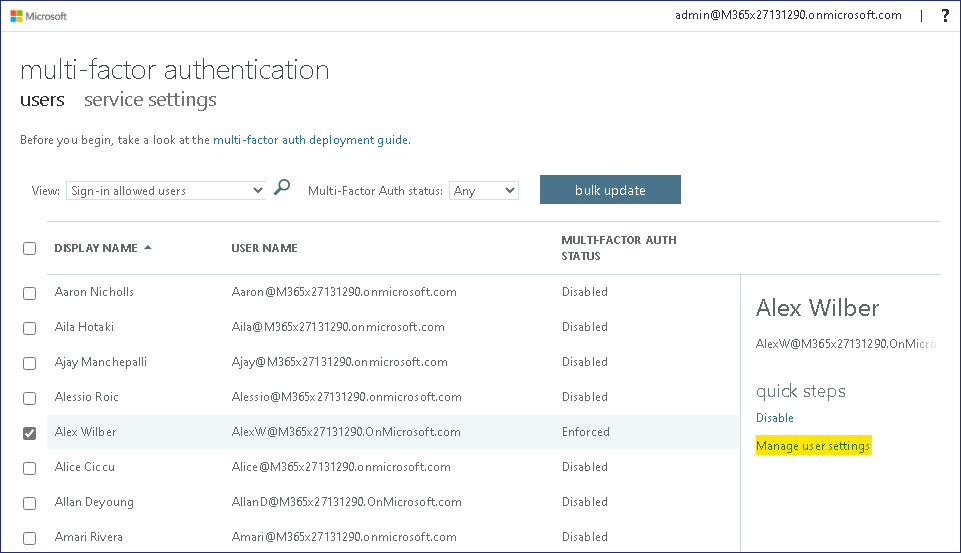 Microsoft admin@M365x27131290.onmicrosoft.com | ?
multi-factor authentication
users service settings
Before you begin, take a look at the multi-factor auth deployment guide.
View: Sign-in allowed users Multi-Factor Auth status: Any bulk update
DISPLAY NAME USER NAME MULTI-FACTOR AUTH STATUS
Aaron Nicholls Aaron@M365x27131290.onmicrosoft.com Disabled
Aila Hotaki Aila@M365x27131290.onmicrosoft.com Disabled
Ajay Manchepalli Ajay@M365x27131290.onmicrosoft.com Disabled
Alessio Roic Alessio@M365x27131290.onmicrosoft.com Disabled
Alex Wilber AlexW@M365x27131290.OnMicrosoft.com Enforced
Alice Ciccu Alice@M365x27131290.onmicrosoft.com Disabled
Allan Deyoung AllanD@M365x27131290.OnMicrosoft.com Disabled
Amari Rivera Amari@M365x27131290.onmicrosoft.com Disabled
Alex Wilber
AlexW@M365x27131290.OnMicro
quick steps
Disable
Manage user settings